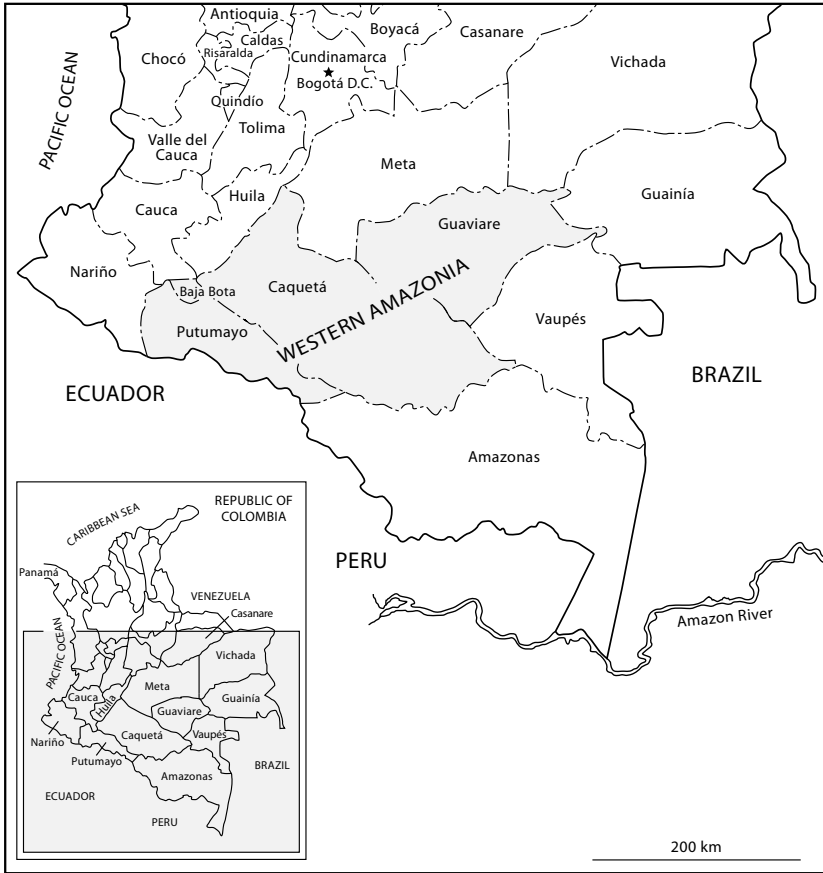 Antioquia
Boyacá
Casanare
Caldas
Risaralda
Cundinamarca
Chocó
Vichada
Bogotá D.C.
PACIFIC OCEAN
Quindío
Tolima
Valle del
Cauca
Meta
Huila
Guainía
Cauca
Guaviare
Nariño
Baja Bota
Caquetá
WESTERN AMAZONIA
Putumayo
Vaupés
ECUADOR
BRAZIL
Amazonas
PERU
Amazon River
REPUBLIC OF
COLOMBIA
CARIBBEAN SEA
Panamá
VENEZUELA
Casanare
PACIFIC OCEAN
Vichada
Meta
Cauca
Huila
Guainía
Guaviare
Nariño
Caquetá
Vaupés
Putumayo
Amazonas
BRAZIL
ECUADOR
PERU
200 km